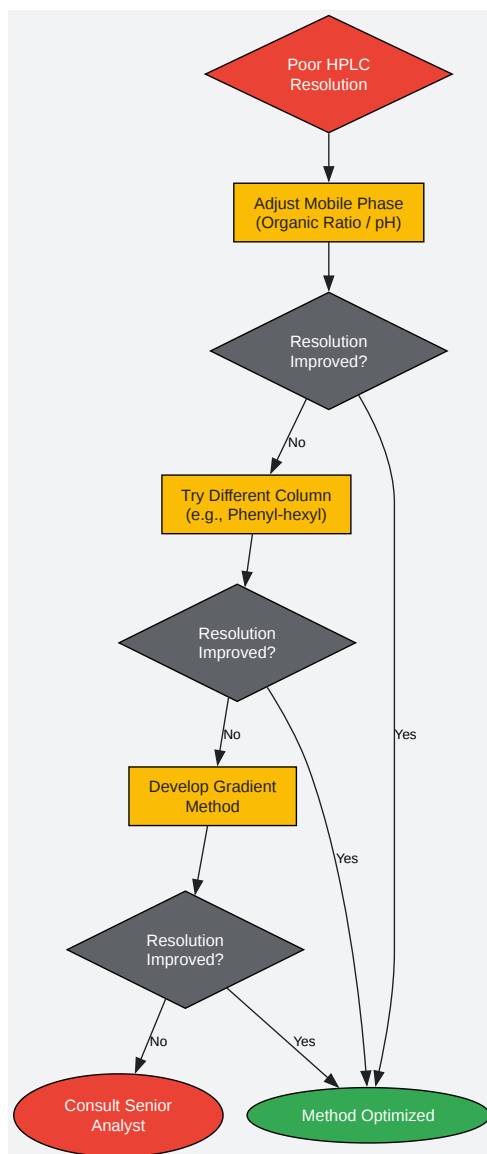 Poor HPLC
Resolution
Adjust Mobile Phase
(Organic Ratio / pH)
Resolution
Improved?
No
Try Different Column
(e.g., Phenyl-hexyl)
Resolution
Improved?
Yes
No
Develop Gradient
Method
Yes
Resolution
Improved?
No
Yes
Consult Senior
Analyst
Method Optimized